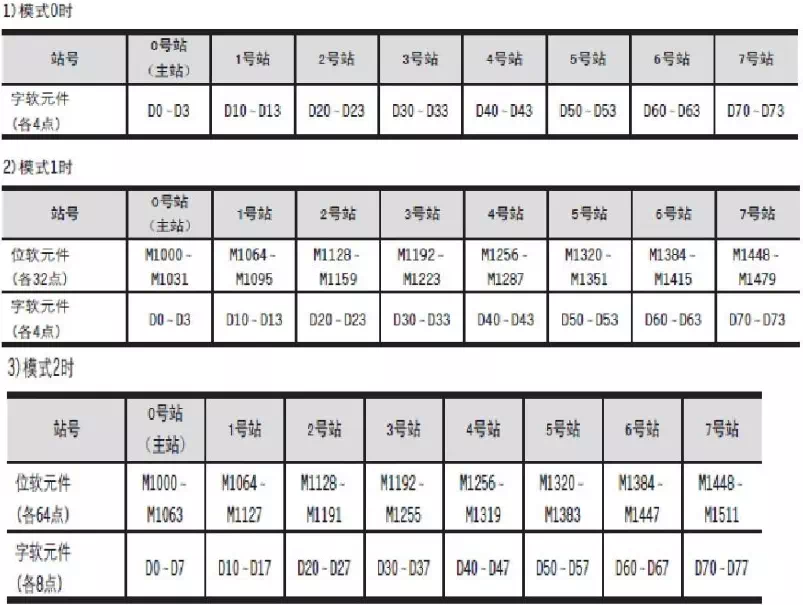 1)模式0时
站号 0号站(主站) 1号站 2号站 3号站 4号站 5号站 6号站 7号站
字软元件(各4点) D0~D3 D10~D13 D20~D23 D30~D33 D40~D43 D50~D53 D60~D63 D70~D73
2)模式1时
站号 0号站(主站) 1号站 2号站 3号站 4号站 5号站 6号站 7号站
位软元件(各32点) M1000~M1031 M1064~M1095 M1128~M1159 M1192~M1223 M1256~M1287 M1320~M1351 M1384~M1415 M1448~M1479
字软元件(各4点) D0~D3 D10~D13 D20~D23 D30~D33 D40~D43 D50~D53 D60~D63 D70~D73
3)模式2时
站号 0号站(主站) 1号站 2号站 3号站 4号站 5号站 6号站 7号站
位软元件(各64点) M1000~M1063 M1064~M1127 M1128~M1191 M1192~M1255 M1256~M1319 M1320~M1383 M1384~M1447 M1448~M1511
字软元件(各8点) D0~D7 D10~D17 D20~D27 D30~D37 D40~D47 D50~D57 D60~D67 D70~D77